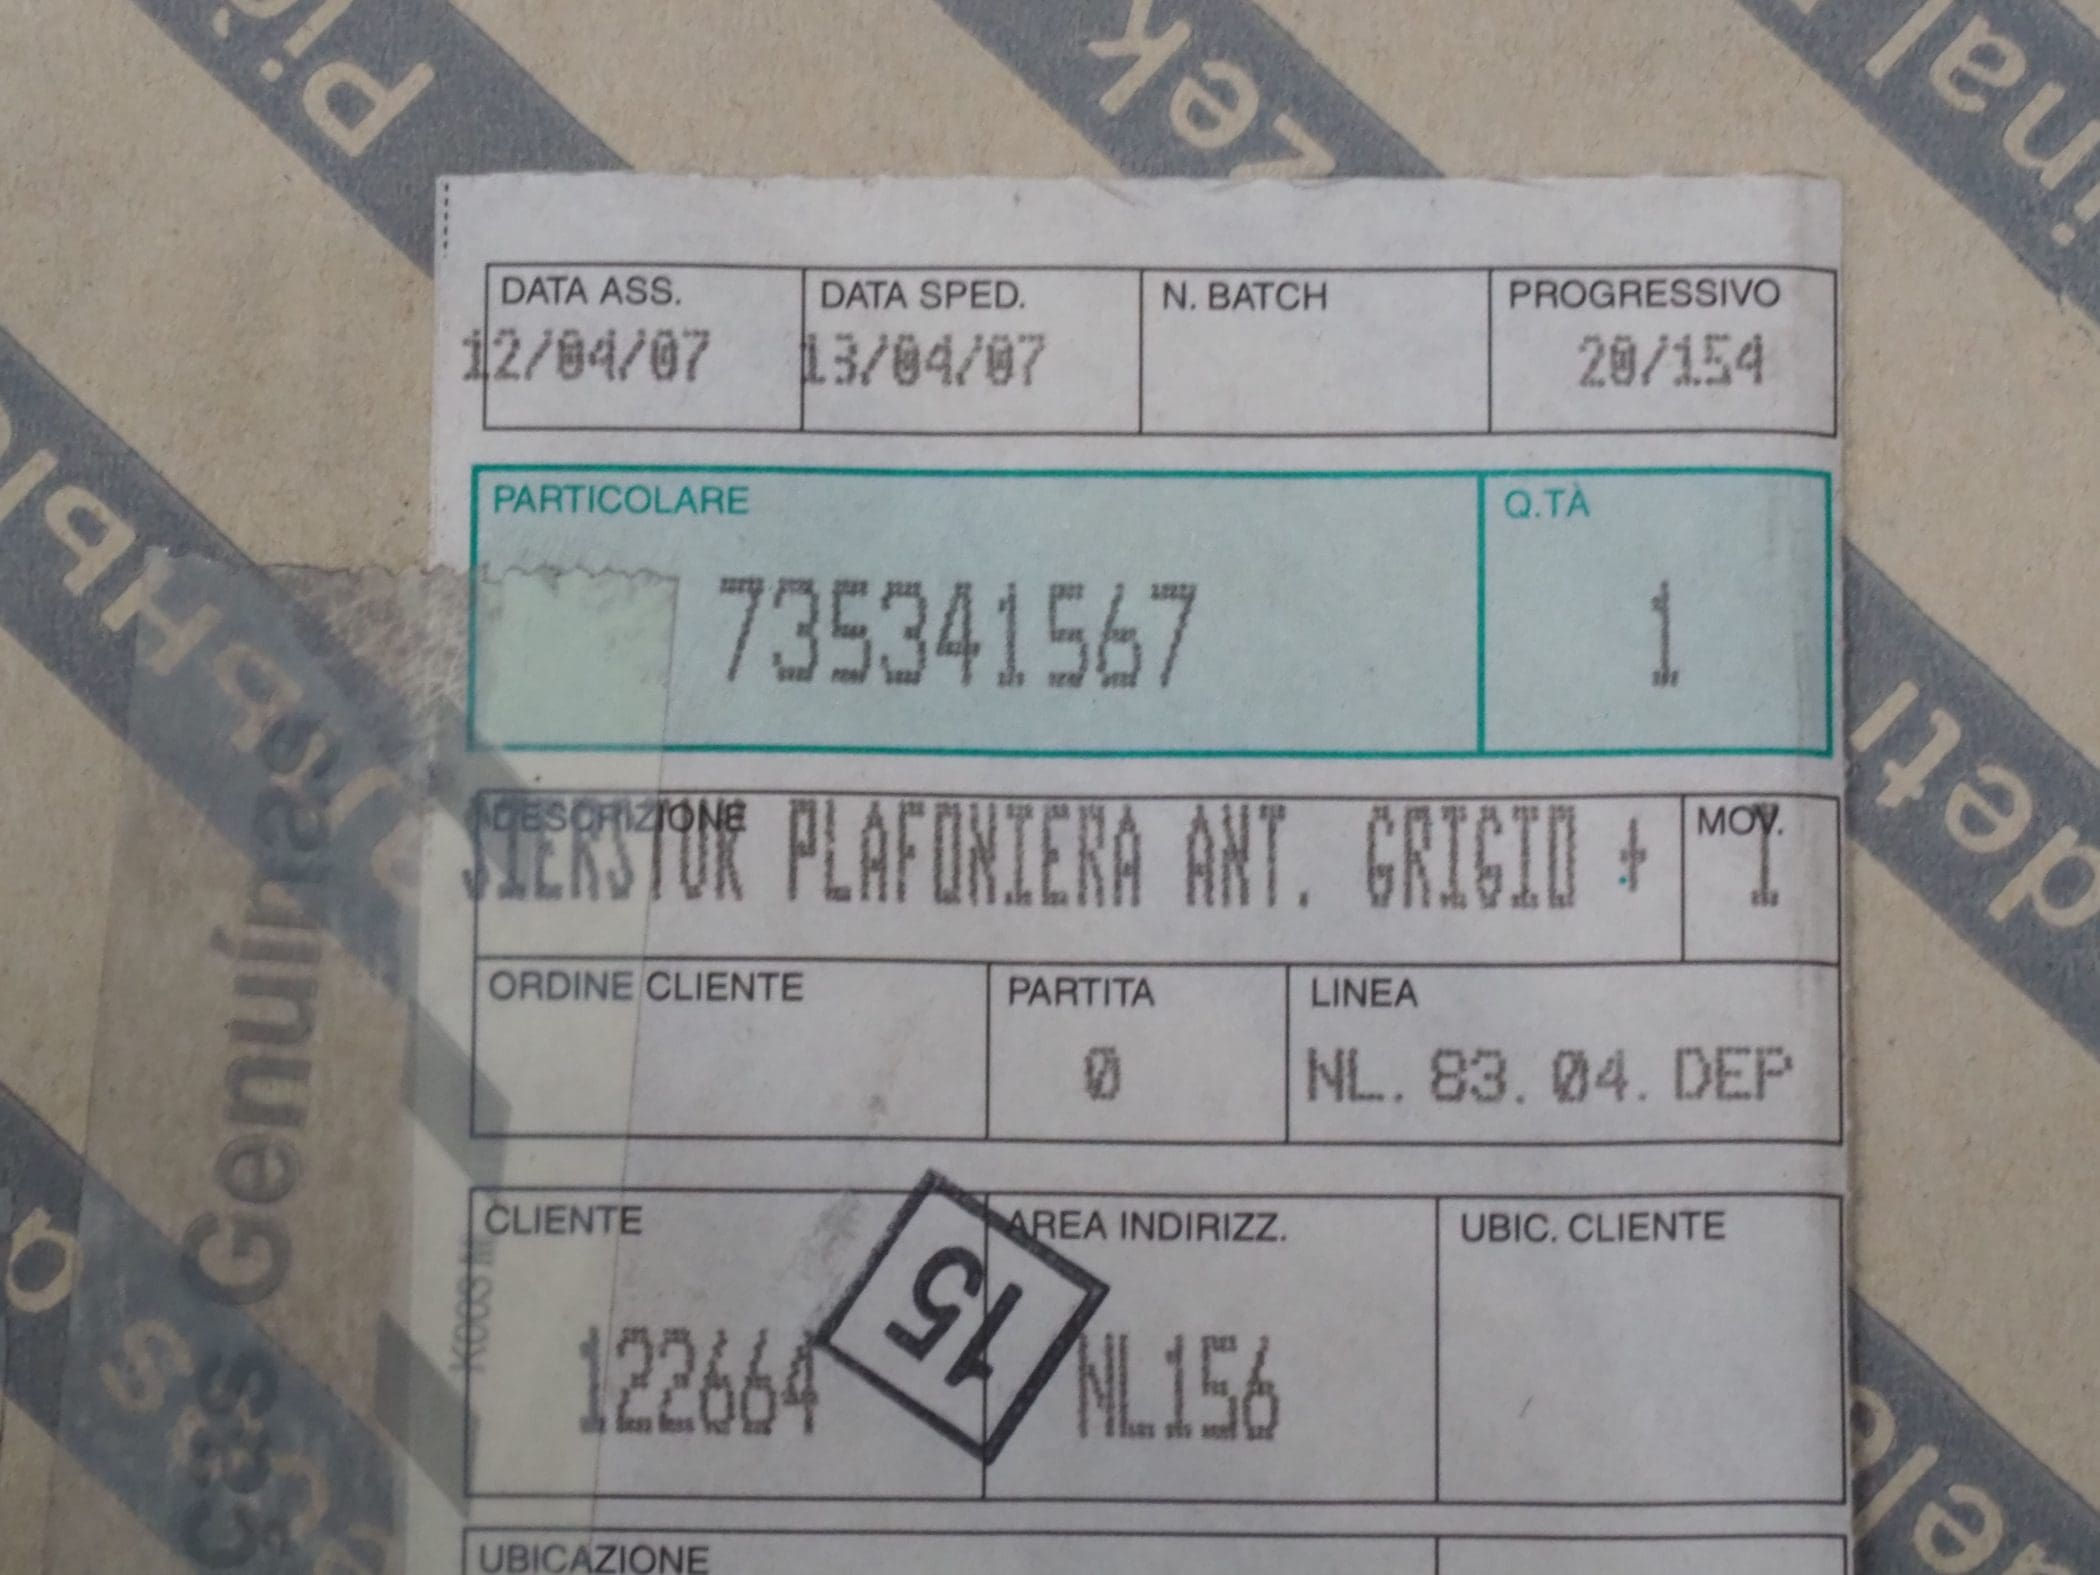 DATA ASS. DATA SPED. N. BATCH PROGRESSIVO
12/04/07 13/04/07 20/154
PARTICOLARE Q.TÀ
735341567 1
DESCRIZIONE MOV.
SIERSTUK PLAFONIERA ANT. GRIGIO + 1
ORDINE CLIENTE PARTITA LINEA
0 NL. 83. 04. DEP
CLIENTE AREA INDIRIZZ. UBIC. CLIENTE
15
122664 NL156
UBICAZIONE
Genuínas